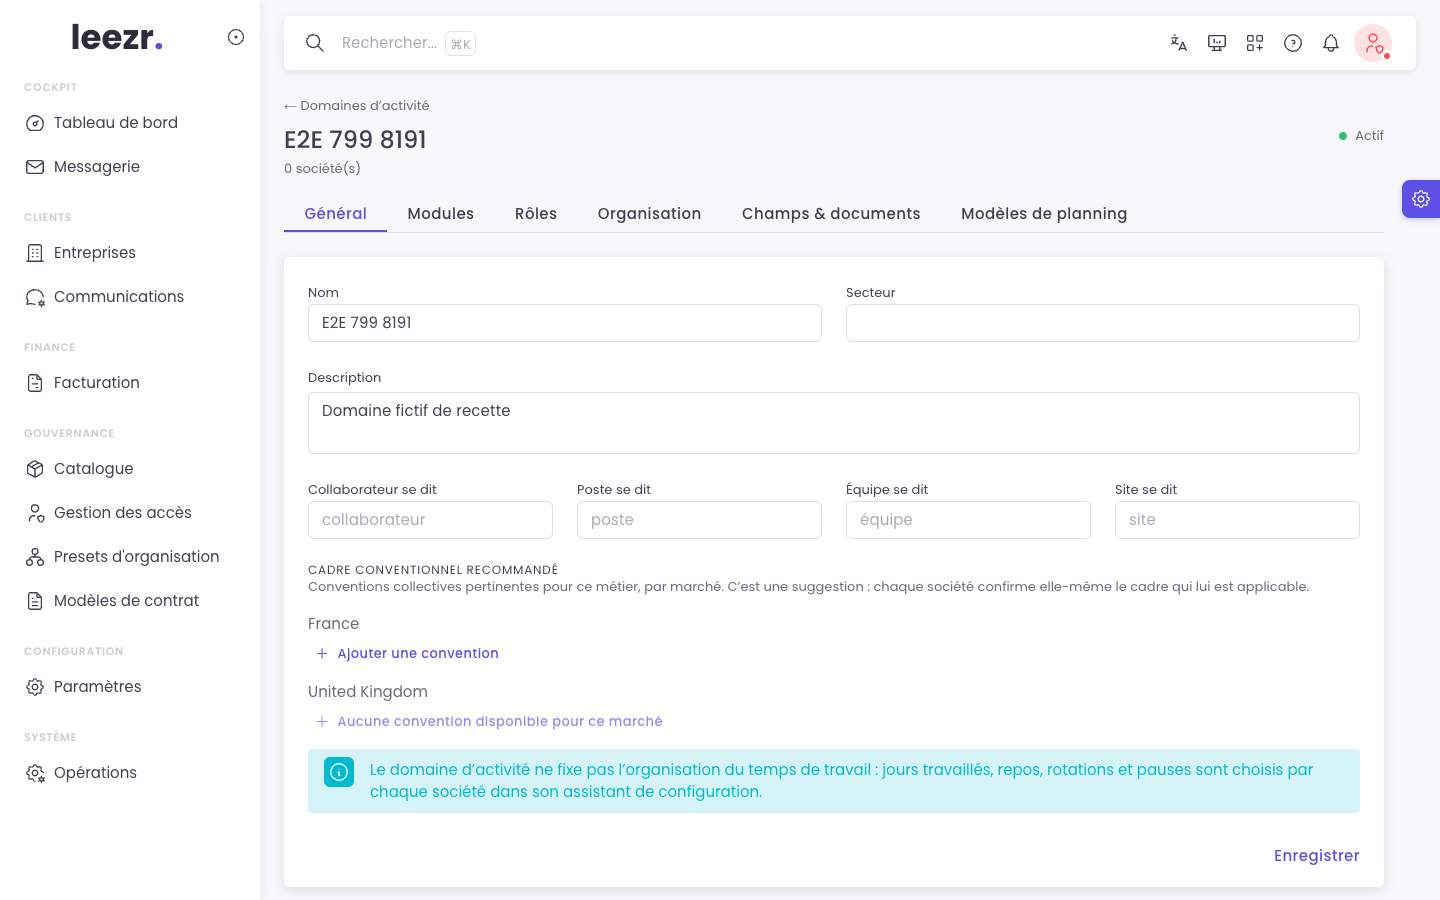 leezr.
Rechercher... ⌘K
COCKPIT
Tableau de bord
Messagerie
CLIENTS
Entreprises
Communications
FINANCE
Facturation
GOUVERNANCE
Catalogue
Gestion des accès
Presets d'organisation
Modèles de contrat
CONFIGURATION
Paramètres
SYSTÈME
Opérations
← Domaines d’activité
E2E 799 8191
Actif
0 société(s)
Général Modules Rôles Organisation Champs & documents Modèles de planning
Nom Secteur
E2E 799 8191
Description
Domaine fictif de recette
Collaborateur se dit Poste se dit Équipe se dit Site se dit
collaborateur poste équipe site
CADRE CONVENTIONNEL RECOMMANDÉ
Conventions collectives pertinentes pour ce métier, par marché. C’est une suggestion : chaque société confirme elle-même le cadre qui lui est applicable.
France
+ Ajouter une convention
United Kingdom
+ Aucune convention disponible pour ce marché
Le domaine d’activité ne fixe pas l’organisation du temps de travail : jours travaillés, repos, rotations et pauses sont choisis par
chaque société dans son assistant de configuration.
Enregistrer